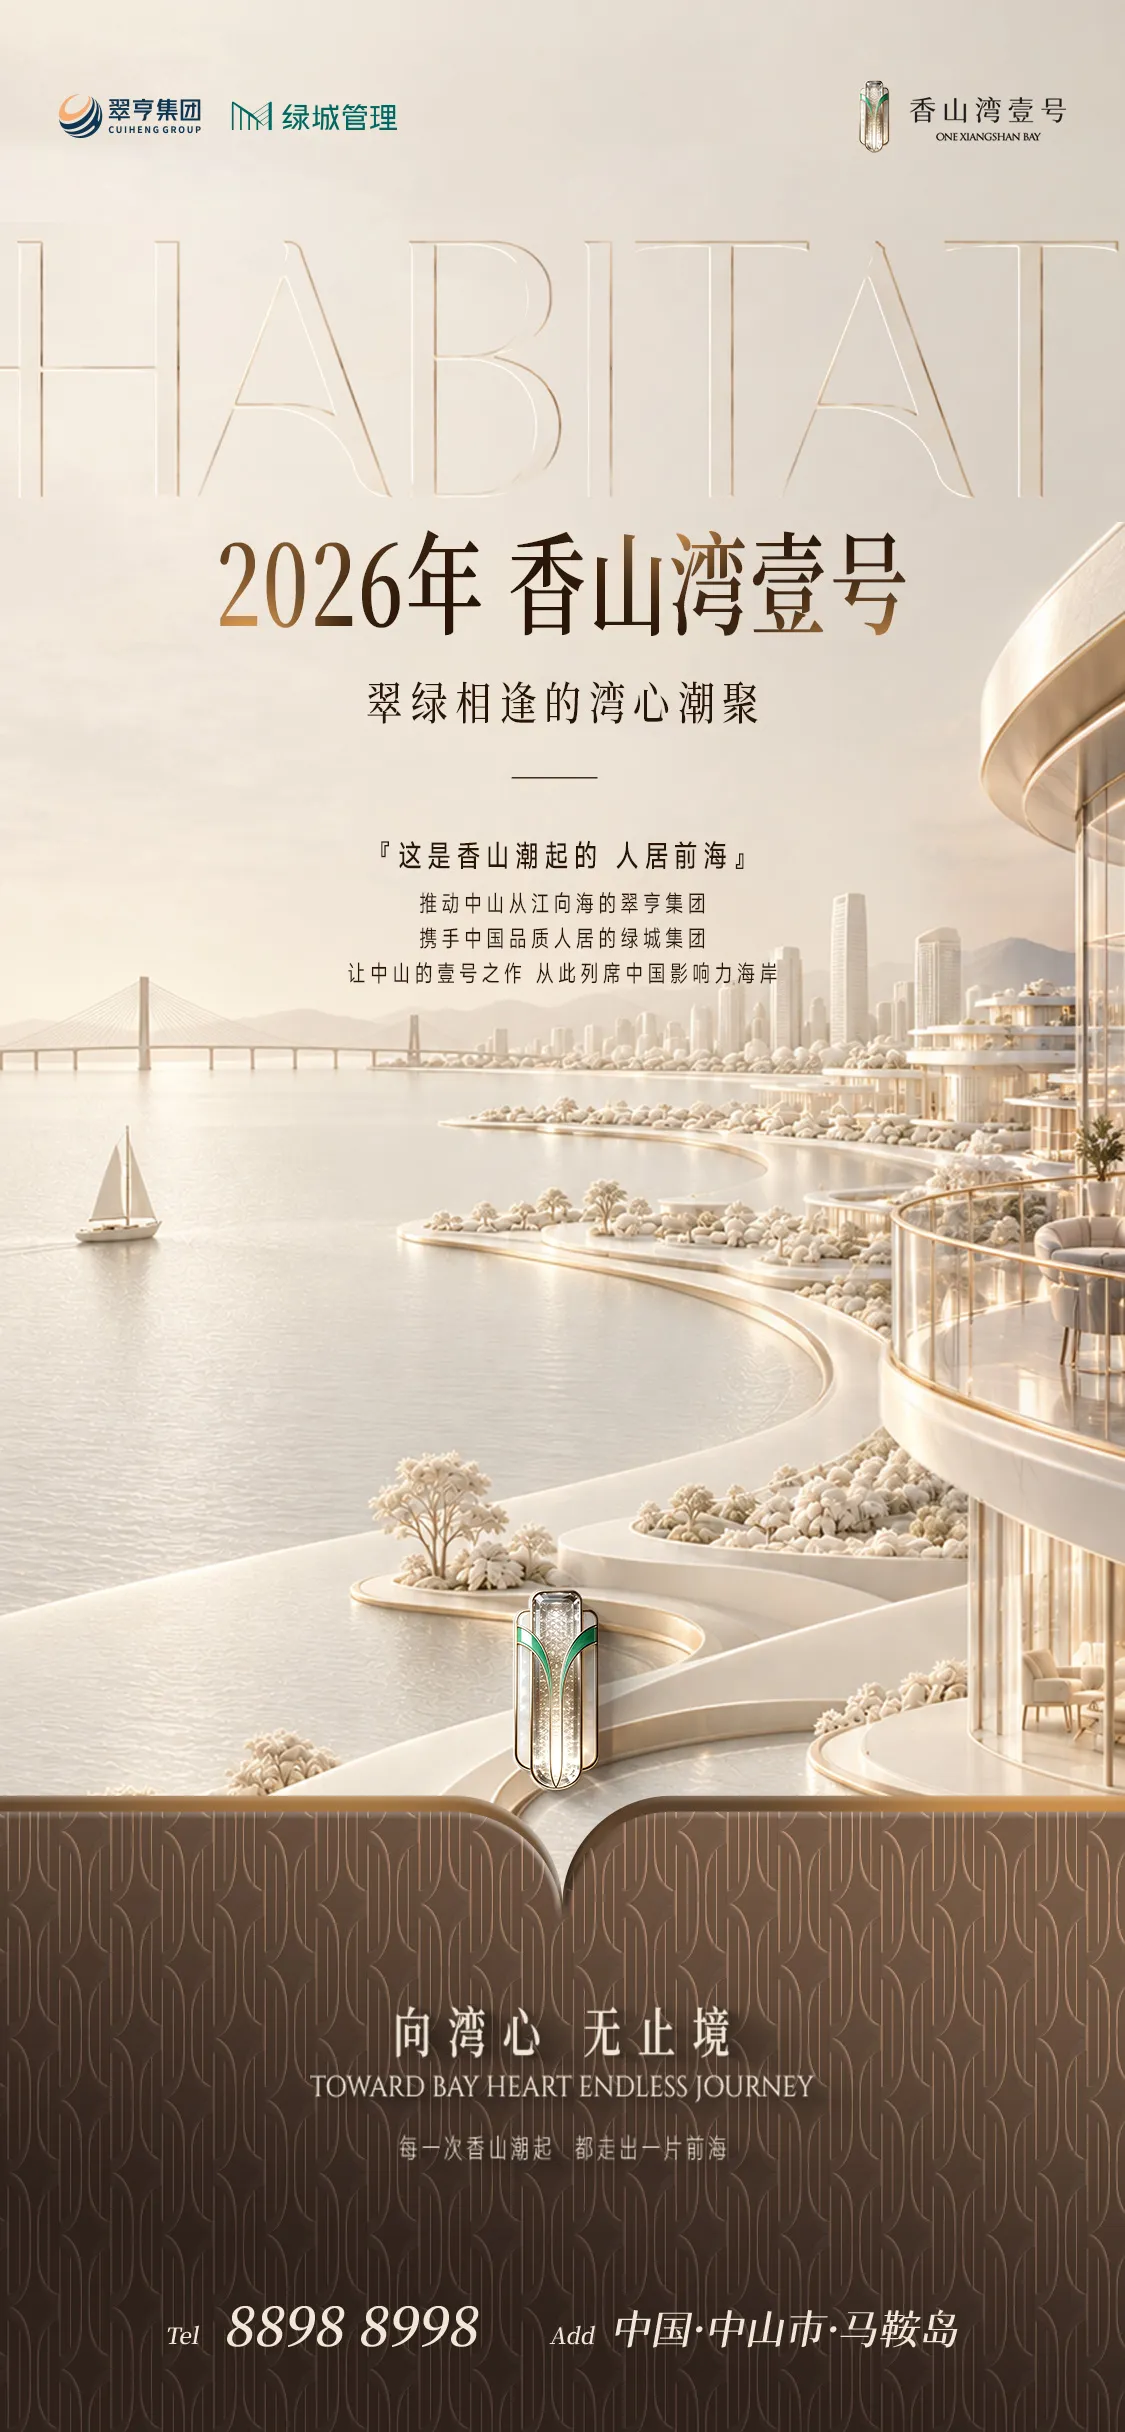 翠亨集团
CUIHENG GROUP
绿城管理
香山湾壹号
ONE XIANGSHAN BAY
HABITAT
2026年 香山湾壹号
翠绿相逢的湾心潮聚
『这是香山潮起的 人居前海』
推动中山从江向海的翠亨集团
携手中国品质人居的绿城集团
让中山的壹号之作 从此列席中国影响力海岸
向湾心 无止境
TOWARD BAY HEART ENDLESS JOURNEY
每一次香山潮起 都走出一片前海
Tel 8898 8998 Add 中国·中山市·马鞍岛